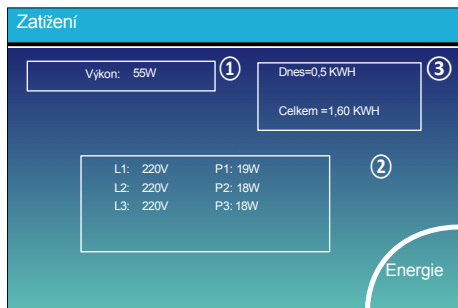 Zatížení
Výkon: 55W ①
Dnes=0,5 KWH ③
Celkem =1,60 KWH
②
L1: 220V P1: 19W
L2: 220V P2: 18W
L3: 220V P3: 18W
Energie